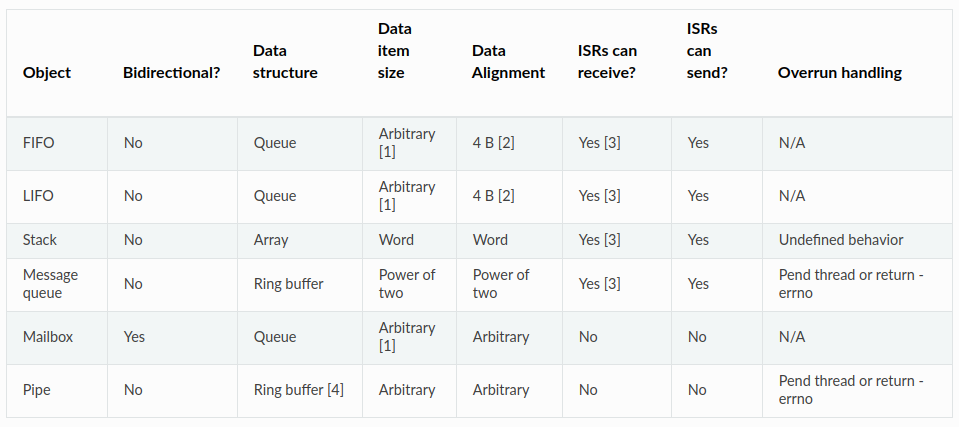 Object Bidirectional? Data structure Data item size Data Alignment ISRs can receive? ISRs can send? Overrun handling
FIFO No Queue Arbitrary [1] 4 B [2] Yes [3] Yes N/A
LIFO No Queue Arbitrary [1] 4 B [2] Yes [3] Yes N/A
Stack No Array Word Word Yes [3] Yes Undefined behavior
Message queue No Ring buffer Power of two Power of two Yes [3] Yes Pend thread or return -errno
Mailbox Yes Queue Arbitrary [1] Arbitrary No No N/A
Pipe No Ring buffer [4] Arbitrary Arbitrary No No Pend thread or return -errno